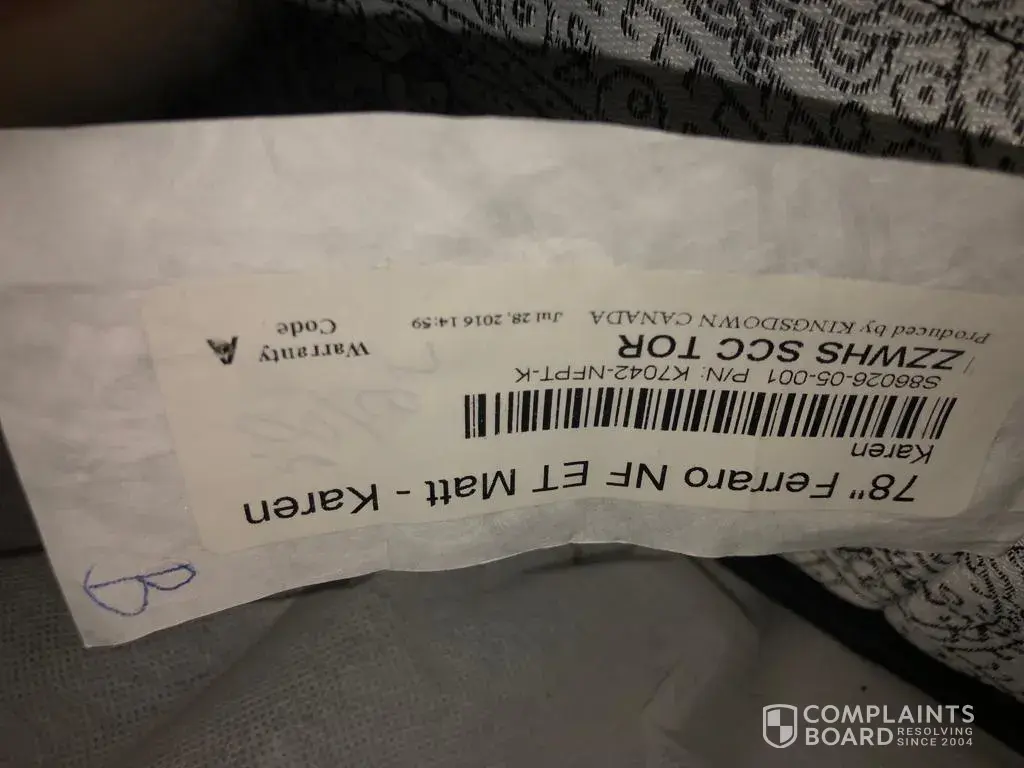 78" Ferraro NF ET Matt - Karen
Karen
S86026-05-001 P/N: K7042-NFPT-K
ZZWHS SCC TOR
Produced by KINGSDOWN CANADA Jul 28, 2016 14:59
Warranty
Code
A
B
COMPLAINTS
BOARD RESOLVING
SINCE 2004